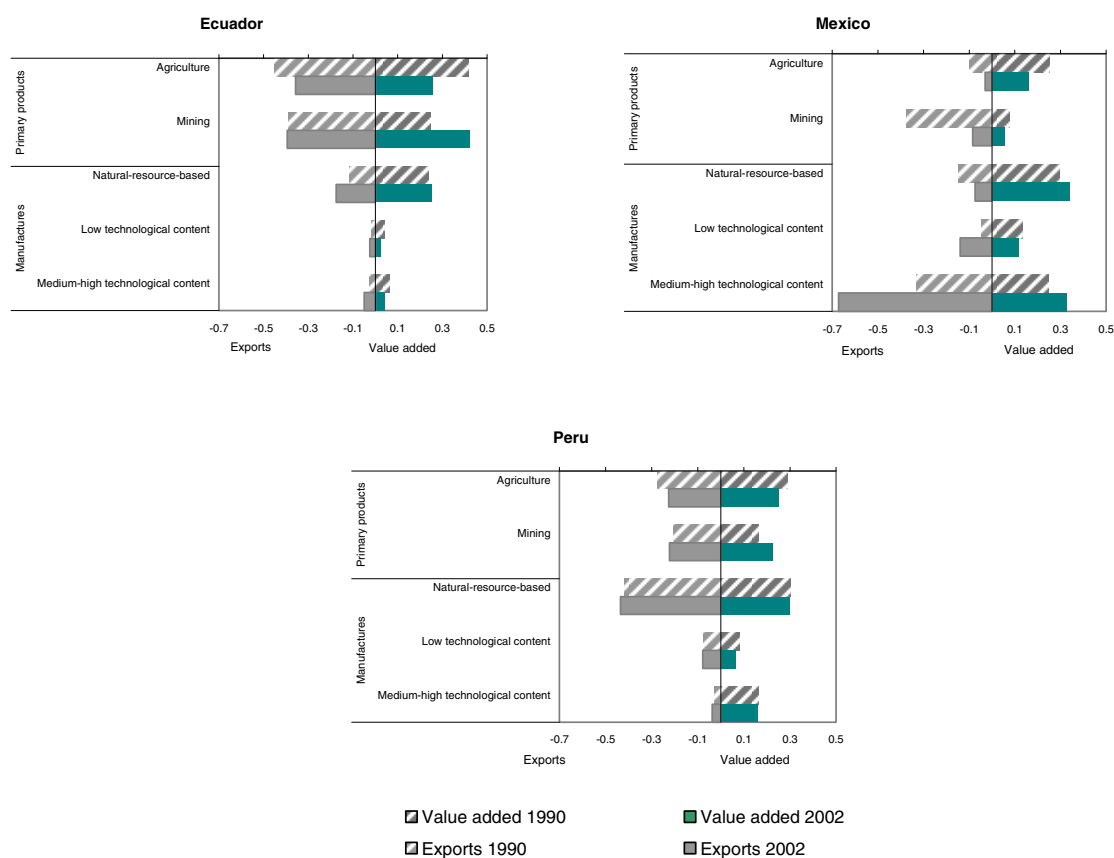 Ecuador
Primary products
Agriculture
Mining
Manufactures
Natural-resource-based
Low technological content
Medium-high technological content
-0.7 -0.5 -0.3 -0.1 0.1 0.3 0.5
Exports Value added
Mexico
Primary products
Agriculture
Mining
Manufactures
Natural-resource-based
Low technological content
Medium-high technological content
-0.7 -0.5 -0.3 -0.1 0.1 0.3 0.5
Exports Value added
Peru
Primary products
Agriculture
Mining
Manufactures
Natural-resource-based
Low technological content
Medium-high technological content
-0.7 -0.5 -0.3 -0.1 0.1 0.3 0.5
Exports Value added
Value added 1990 Value added 2002
Exports 1990 Exports 2002